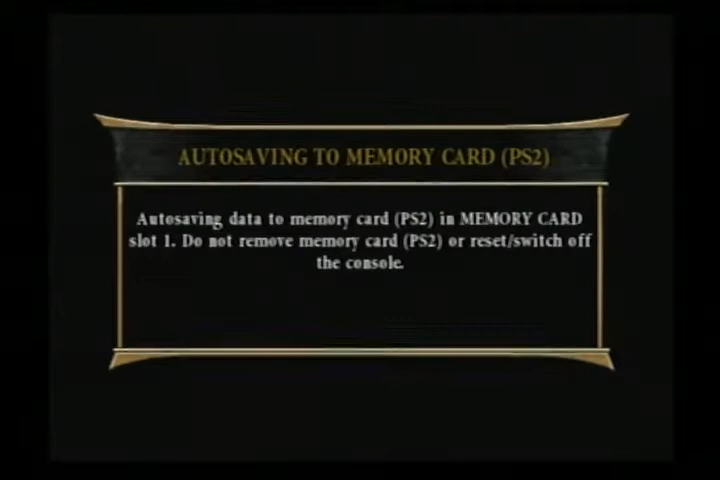 AUTOSAVING TO MEMORY CARD (PS2)
Autosaving data to memory card (PS2) in MEMORY CARD
slot 1. Do not remove memory card (PS2) or reset/switch off
the console.